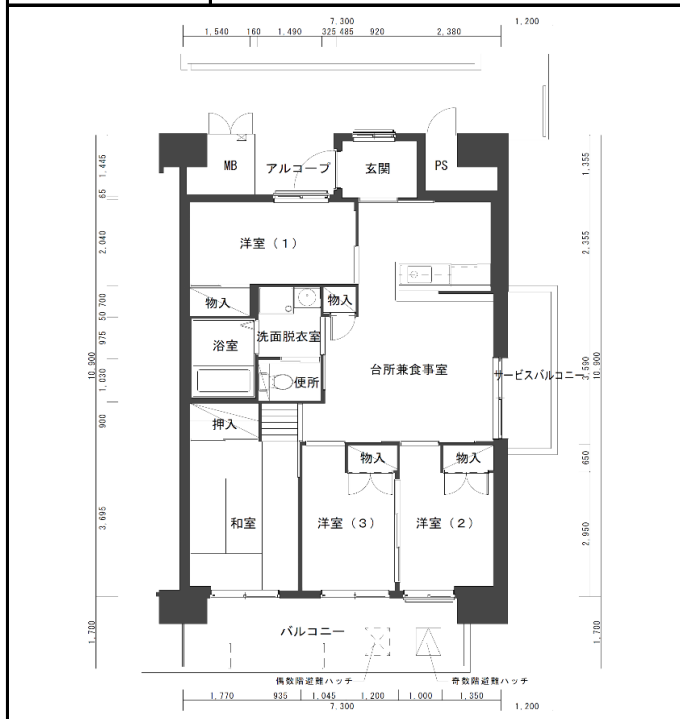 7.300
1,200
1,540 160 1,490 325 485 920 2,380
MB
アルコーブ
玄関
PS
1,445
65
2,040
700
50
975
1,030
900
3,695
10,900
1,700
1,355
2,355
3,590
650
2,950
10,900
1,700
洋室（１）
物入
物入
洗面脱衣室
浴室
便所
台所兼食事室
サービスバルコニー
押入
物入
物入
和室
洋室（３）
洋室（２）
バルコニー
偶数階避難ハッチ
奇数階避難ハッチ
1,770 935 1,045 1,200 1,000 1,350
7.300
1,200